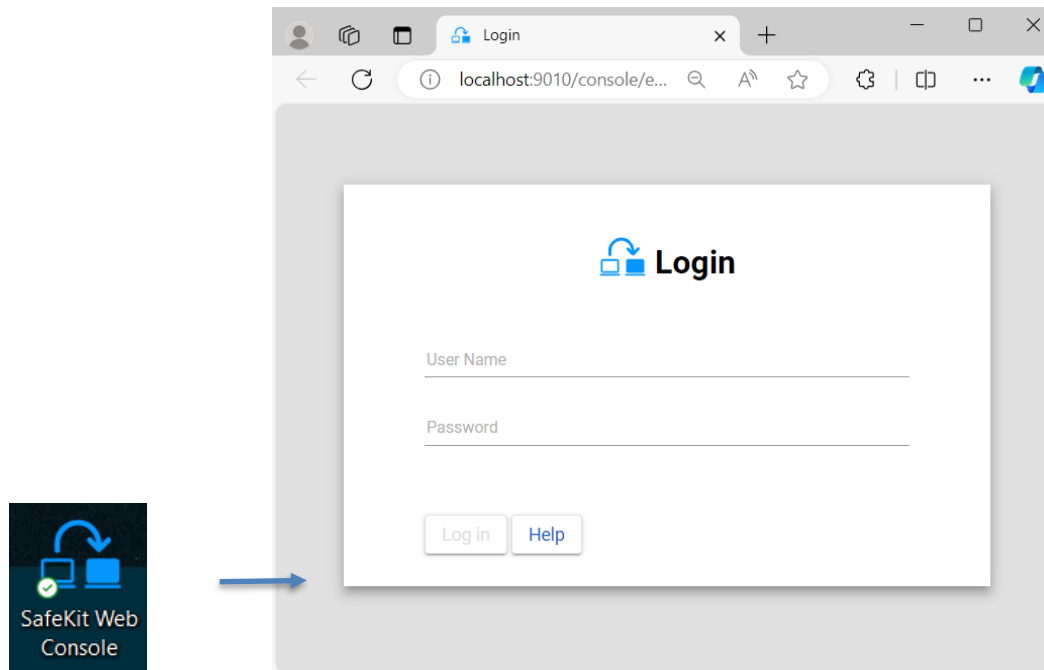 Login
localhost:9010/console/e...
Login
User Name
Password
Log in
Help
SafeKit Web
Console